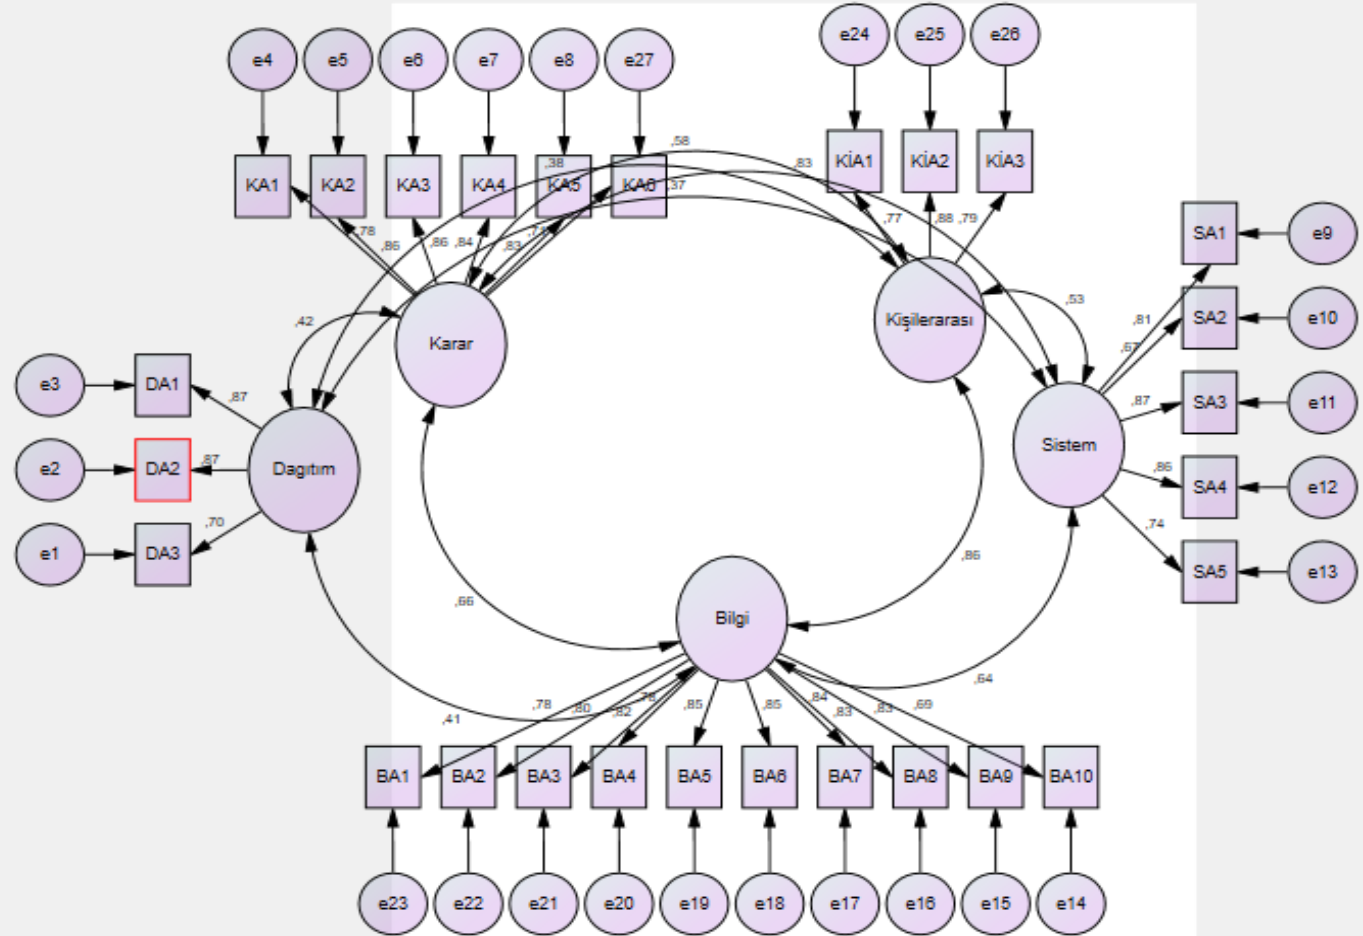 e4 e5 e6 e7 e8 e27 e24 e25 e26
KA1 KA2 KA3 KA4 KA5 KA6 KİA1 KİA2 KİA3
,58 ,38 ,83 ,37
,78 ,86 ,86 ,84 ,83 ,77 ,88 ,79
SA1 e9
,42 Karar Kişilerarası ,53 ,81 SA2 e10
,67
e3 DA1 ,87 ,87 SA3 e11
e2 DA2 ,87 Dagıtım Sistem ,86 SA4 e12
e1 DA3 ,70 ,74 SA5 e13
,66 ,86
Bilgi
,41 ,78 ,80 ,82 ,78 ,85 ,85 ,84 ,83 ,83 ,69 ,64
BA1 BA2 BA3 BA4 BA5 BA6 BA7 BA8 BA9 BA10
e23 e22 e21 e20 e19 e18 e17 e16 e15 e14